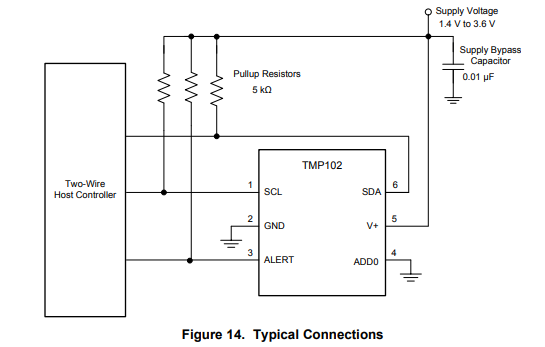 Supply Voltage
1.4 V to 3.6 V
Supply Bypass
Capacitor
0.01 µF
Pullup Resistors
5 kΩ
Two-Wire
Host Controller
TMP102
1
SCL
SDA
6
2
GND
V+
5
3
ALERT
ADD0
4
Figure 14. Typical Connections